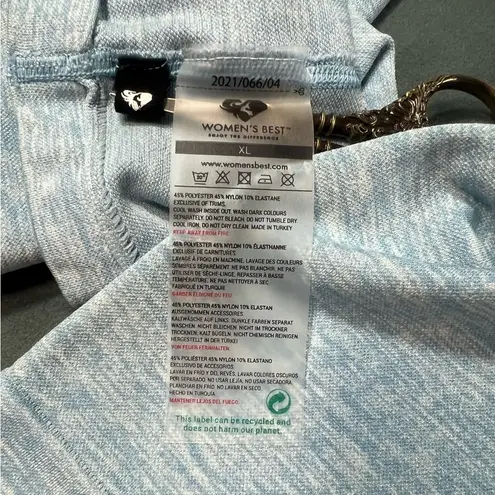 2021/066/04
WOMEN'S BEST™
ENJOY THE DIFFERENCE
XL
www.womensbest.com
45% POLYESTER 45% NYLON 10% ELASTANE
EXCLUSIVE OF TRIMS.
COOL WASH INSIDE OUT. WASH DARK COLOURS
SEPARATELY. DO NOT BLEACH. DO NOT TUMBLE DRY
COOL IRON. DO NOT DRY CLEAN. MADE IN TURKEY
KEEP AWAY FROM FIRE
45% POLYESTER 45% NYLON 10% ÉLASTHANNE
EXCLUSIF DE GARNITURES.
LAVAGE À FROID EN MACHINE, LAVAGE DES COULEURS
SOMBRES SÉPAREMENT. NE PAS BLANCHIR. NE PAS
UTILISER DE SÈCHE-LINGE. REPASSER À BASSE
TEMPÉRATURE. NE PAS NETTOYER À SEC
FABRIQUÉ EN TURQUIE
GARDER ÉLOIGNÉ DU FEU
45% POLYESTER 45% NYLON 10% ELASTAN
AUSGENOMMEN ACCESSOIRES
KALTWÄSCHE AUF LINKS. DUNKLE FARBEN SEPARAT
WASCHEN. NICHT BLEICHEN. NICHT IM TROCKNER
TROCKNEN, KALT BÜGELN. NICHT CHEMISCH REINIGEN.
HERGESTELLT IN DER TÜRKEI
VON FEUER FERNHALTEN
45% POLIÉSTER 45% NYLON 10% ELASTANO
EXCLUSIVO DE ACCESORIOS.
LAVAR EN FRÍO Y DEL REVÉS, LAVAR COLORES OSCUROS
POR SEPARADO. NO USAR LEJÍA. NO USAR SECADORA
PLANCHAR EN FRÍO. NO LAVAR EN SECO
HECHO EN TURQUÍA
MANTENER LEJOS DEL FUEGO.
This label can be recycled and
does not harm our planet.